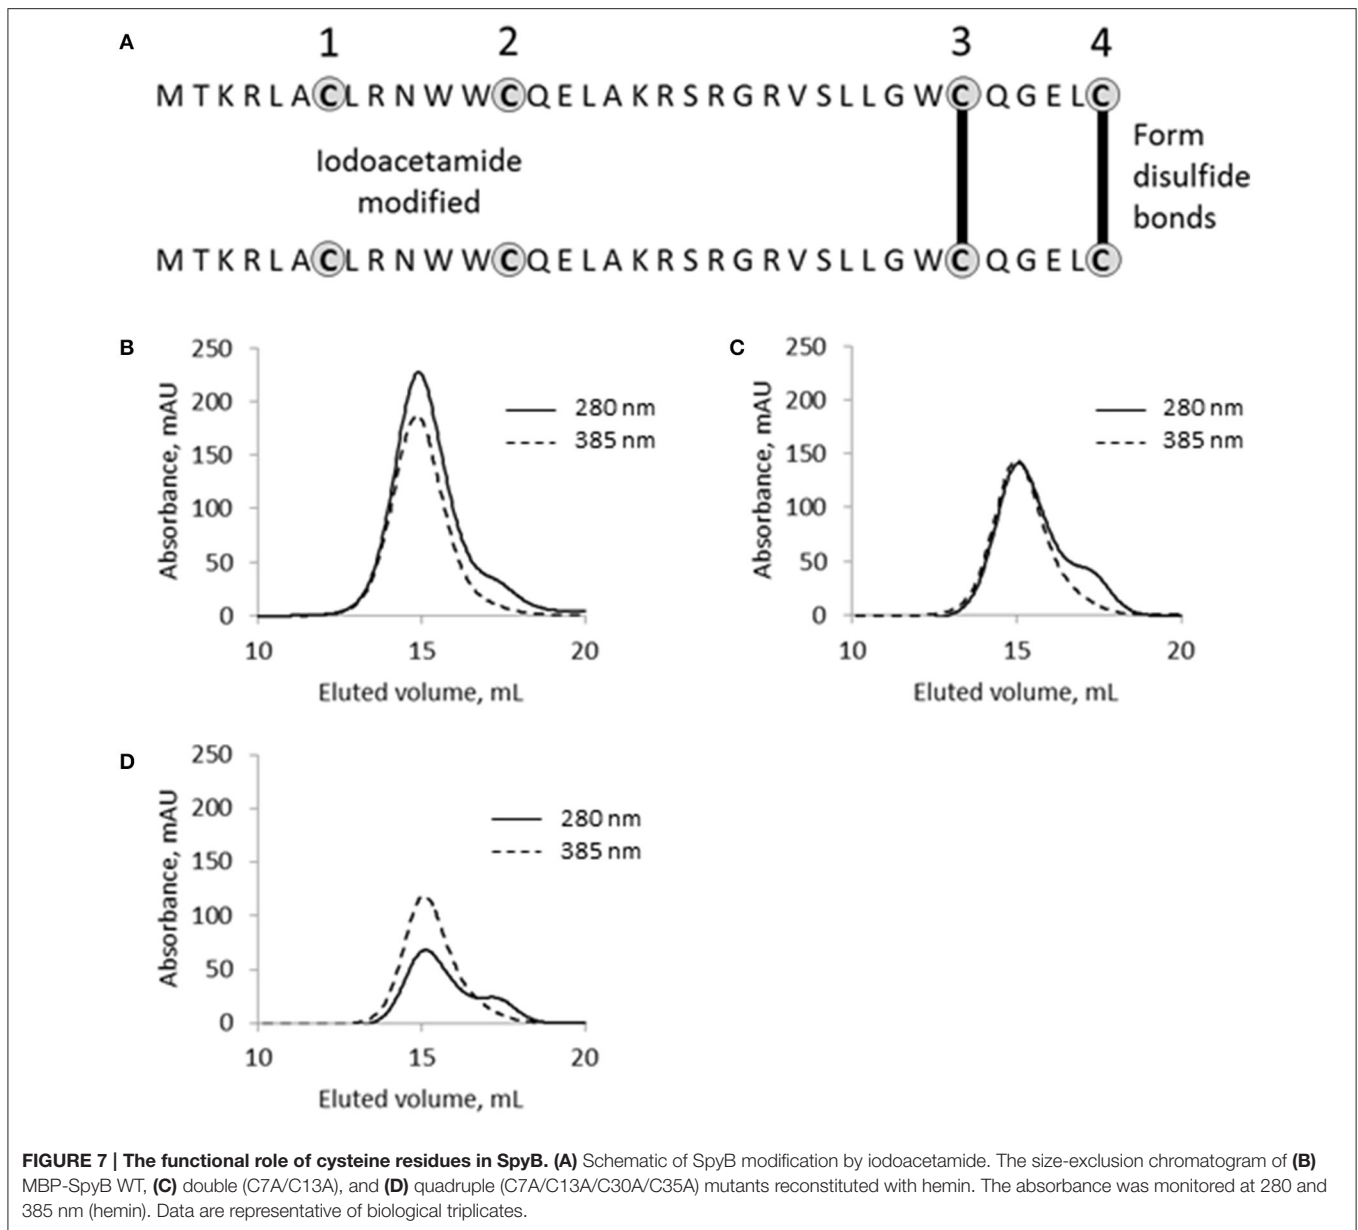 A
1 2 3 4
M T K R L A C L R N W W C Q E L A K R S R G R V S L L G W C Q G E L C
Iodoacetamide
modified
Form
disulfide
bonds
M T K R L A C L R N W W C Q E L A K R S R G R V S L L G W C Q G E L C
B
250
200
150
100
50
0
Absorbance, mAU
280 nm
385 nm
10 15 20
Eluted volume, mL
C
250
200
150
100
50
0
Absorbance, mAU
280 nm
385 nm
10 15 20
Eluted volume, mL
D
250
200
150
100
50
0
Absorbance, mAU
280 nm
385 nm
10 15 20
Eluted volume, mL
FIGURE 7 | The functional role of cysteine residues in SpyB. (A) Schematic of SpyB modification by iodoacetamide. The size-exclusion chromatogram of (B)
MBP-SpyB WT, (C) double (C7A/C13A), and (D) quadruple (C7A/C13A/C30A/C35A) mutants reconstituted with hemin. The absorbance was monitored at 280 and
385 nm (hemin). Data are representative of biological triplicates.